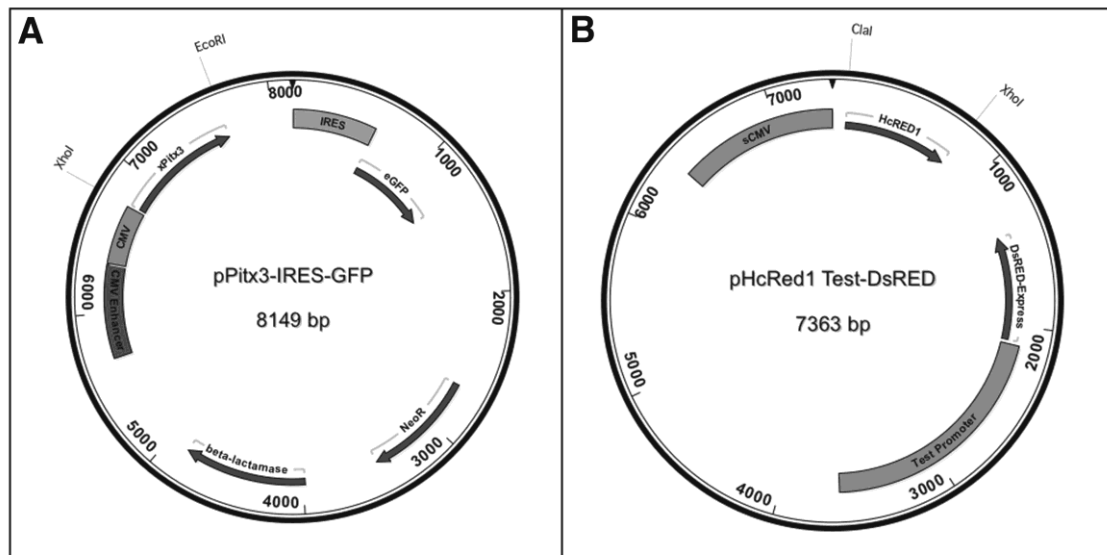 A
EcoRI
8000
IRES
XhoI
7000
xPitx3
1000
eGFP
CMV
CMV Enhancer
6000
pPitx3-IRES-GFP
8149 bp
2000
5000
beta-lactamase
NeoR
3000
4000
B
ClaI
7000
XhoI
sCMV
HcRED1
6000
1000
pHcRed1 Test-DsRED
7363 bp
DsRED-Express
2000
5000
Test Promoter
4000
3000